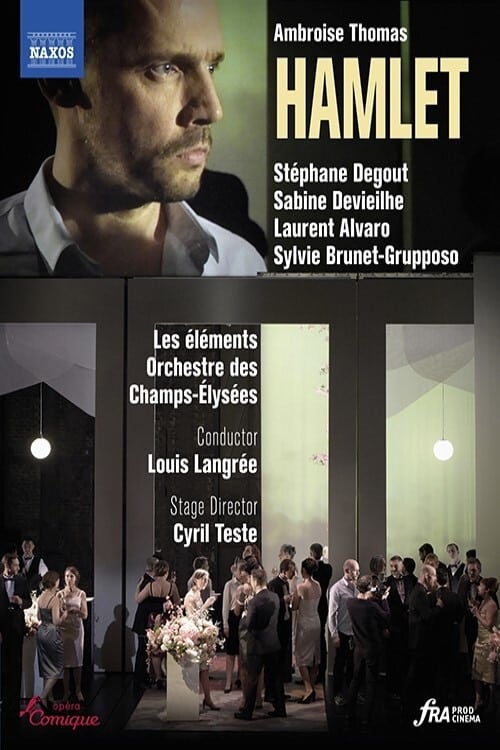 NAXOS
Ambroise Thomas
HAMLET
Stéphane Degout
Sabine Devieilhe
Laurent Alvaro
Sylvie Brunet-Grupposo
Les éléments
Orchestre des
Champs-Élysées
Conductor
Louis Langrée
Stage Director
Cyril Teste
opéra
Comique
fRA PROD
CINEMA